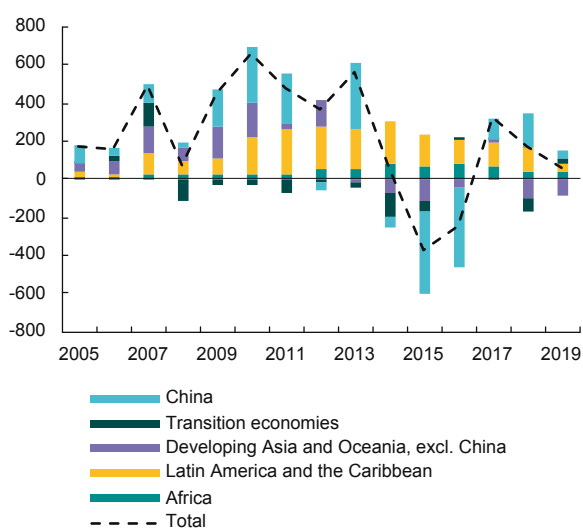 800
600
400
200
0
-200
-400
-600
-800
2005 2007 2009 2011 2013 2015 2017 2019
China
Transition economies
Developing Asia and Oceania, excl. China
Latin America and the Caribbean
Africa
Total